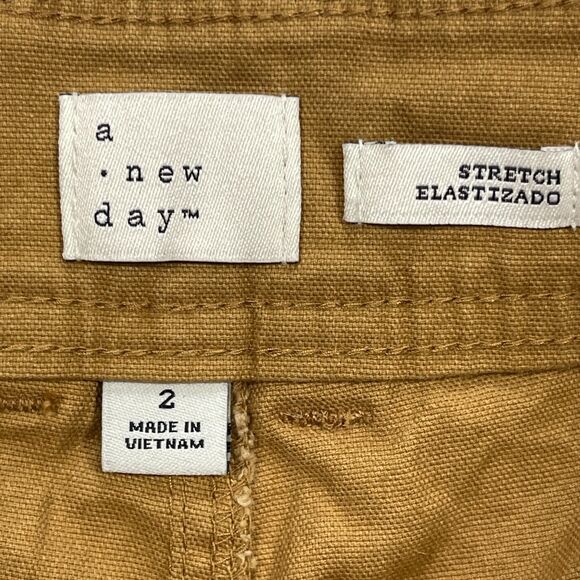 a
· new
day™
STRETCH
ELASTIZADO
2
MADE IN
VIETNAM